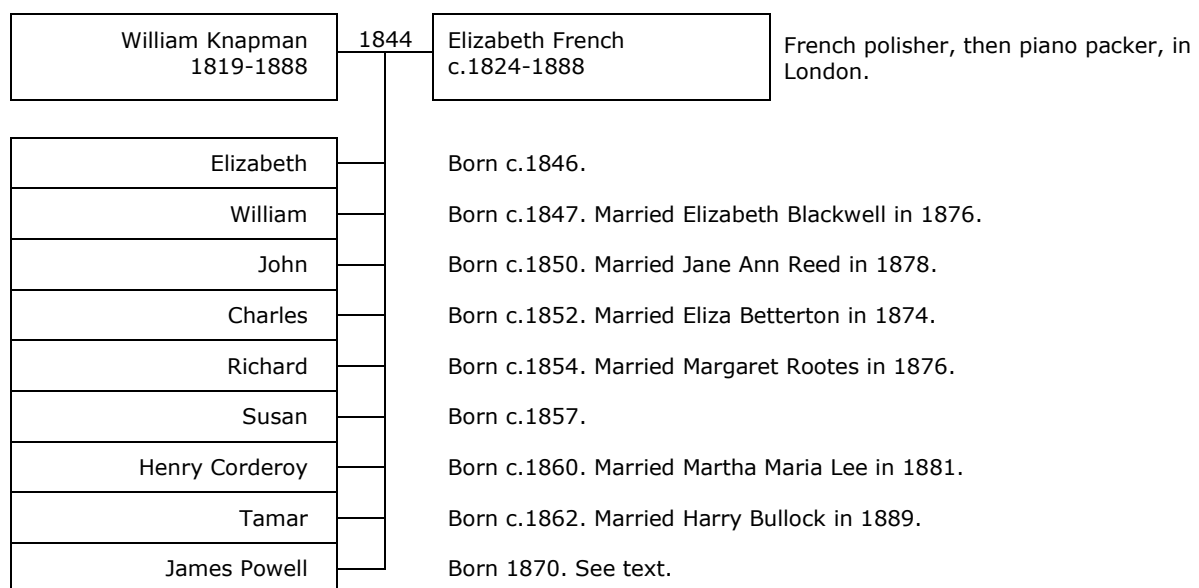 William Knapman 1844 Elizabeth French
1819-1888 c.1824-1888
French polisher, then piano packer, in
London.
Elizabeth Born c.1846.
William Born c.1847. Married Elizabeth Blackwell in 1876.
John Born c.1850. Married Jane Ann Reed in 1878.
Charles Born c.1852. Married Eliza Betterton in 1874.
Richard Born c.1854. Married Margaret Rootes in 1876.
Susan Born c.1857.
Henry Corderoy Born c.1860. Married Martha Maria Lee in 1881.
Tamar Born c.1862. Married Harry Bullock in 1889.
James Powell Born 1870. See text.